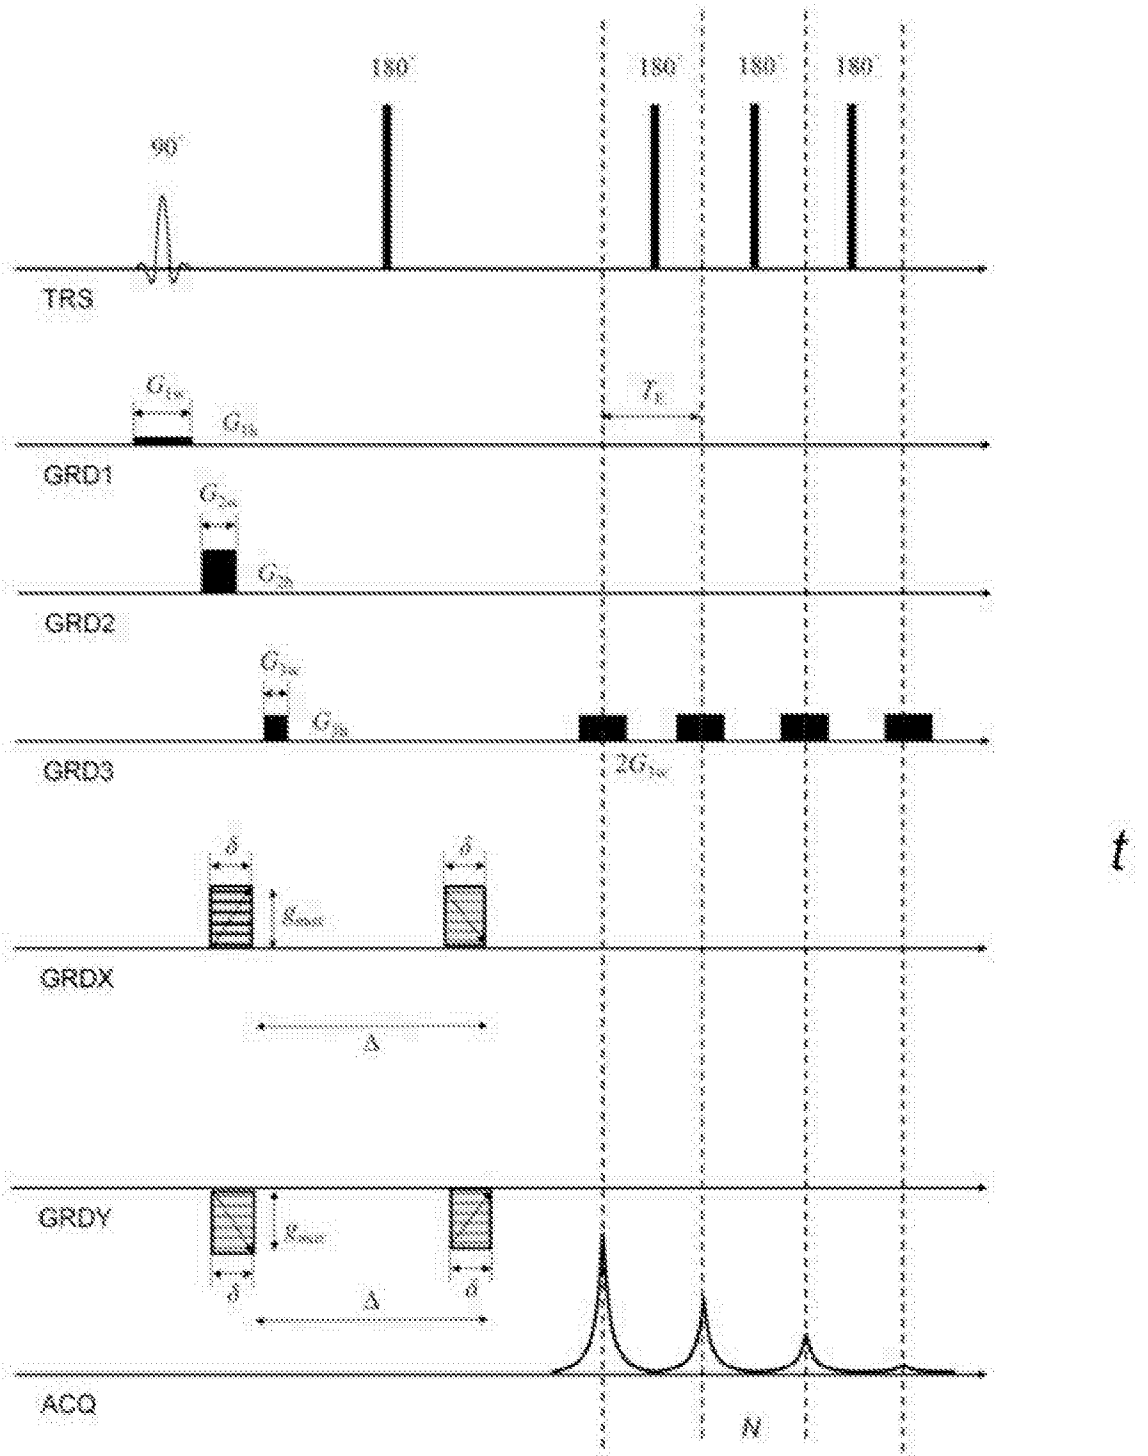 180° 180° 180° 180°
90°
TRS
G1w T_E
G1h
GRD1
G2w
G2h
GRD2
G3w
G3h
GRD3
2G3w
δ δ
t
gmax
GRDX
Δ
GRDY
gmax
δ Δ δ
ACQ
N